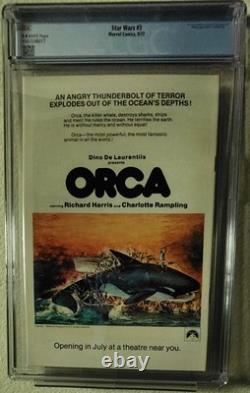 Star Wars #3
Marvel Comics, 9/77
AN ANGRY THUNDERBOLT OF TERROR
EXPLODES OUT OF THE OCEAN'S DEPTHS!
Orca, the killer whale, destroys sharks, ships
and men! He rules the ocean. He terrifies the earth.
He is without mercy and without equal!
Orca—the most powerful, the most fantastic
animal in all the world!
Dino De Laurentiis
presents
ORCA
starring Richard Harris and Charlotte Rampling
Opening in July at a theatre near you.